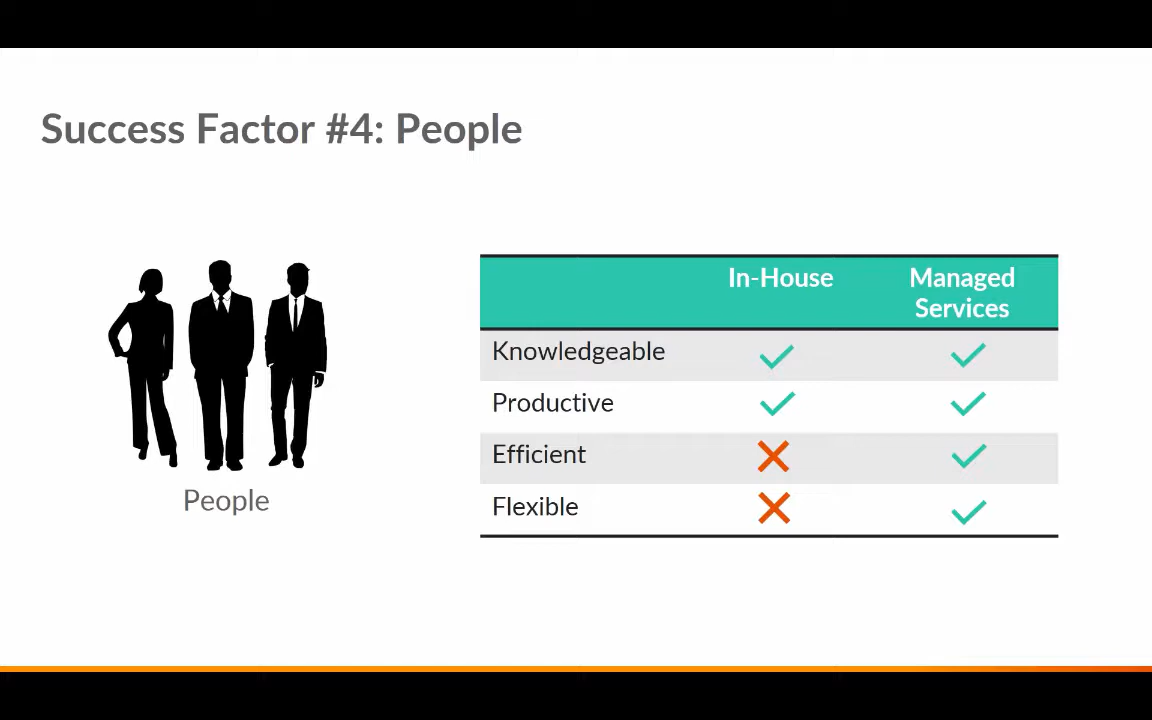 Success Factor #4: People
People
In-House
Managed
Services
Knowledgeable
Productive
Efficient
Flexible